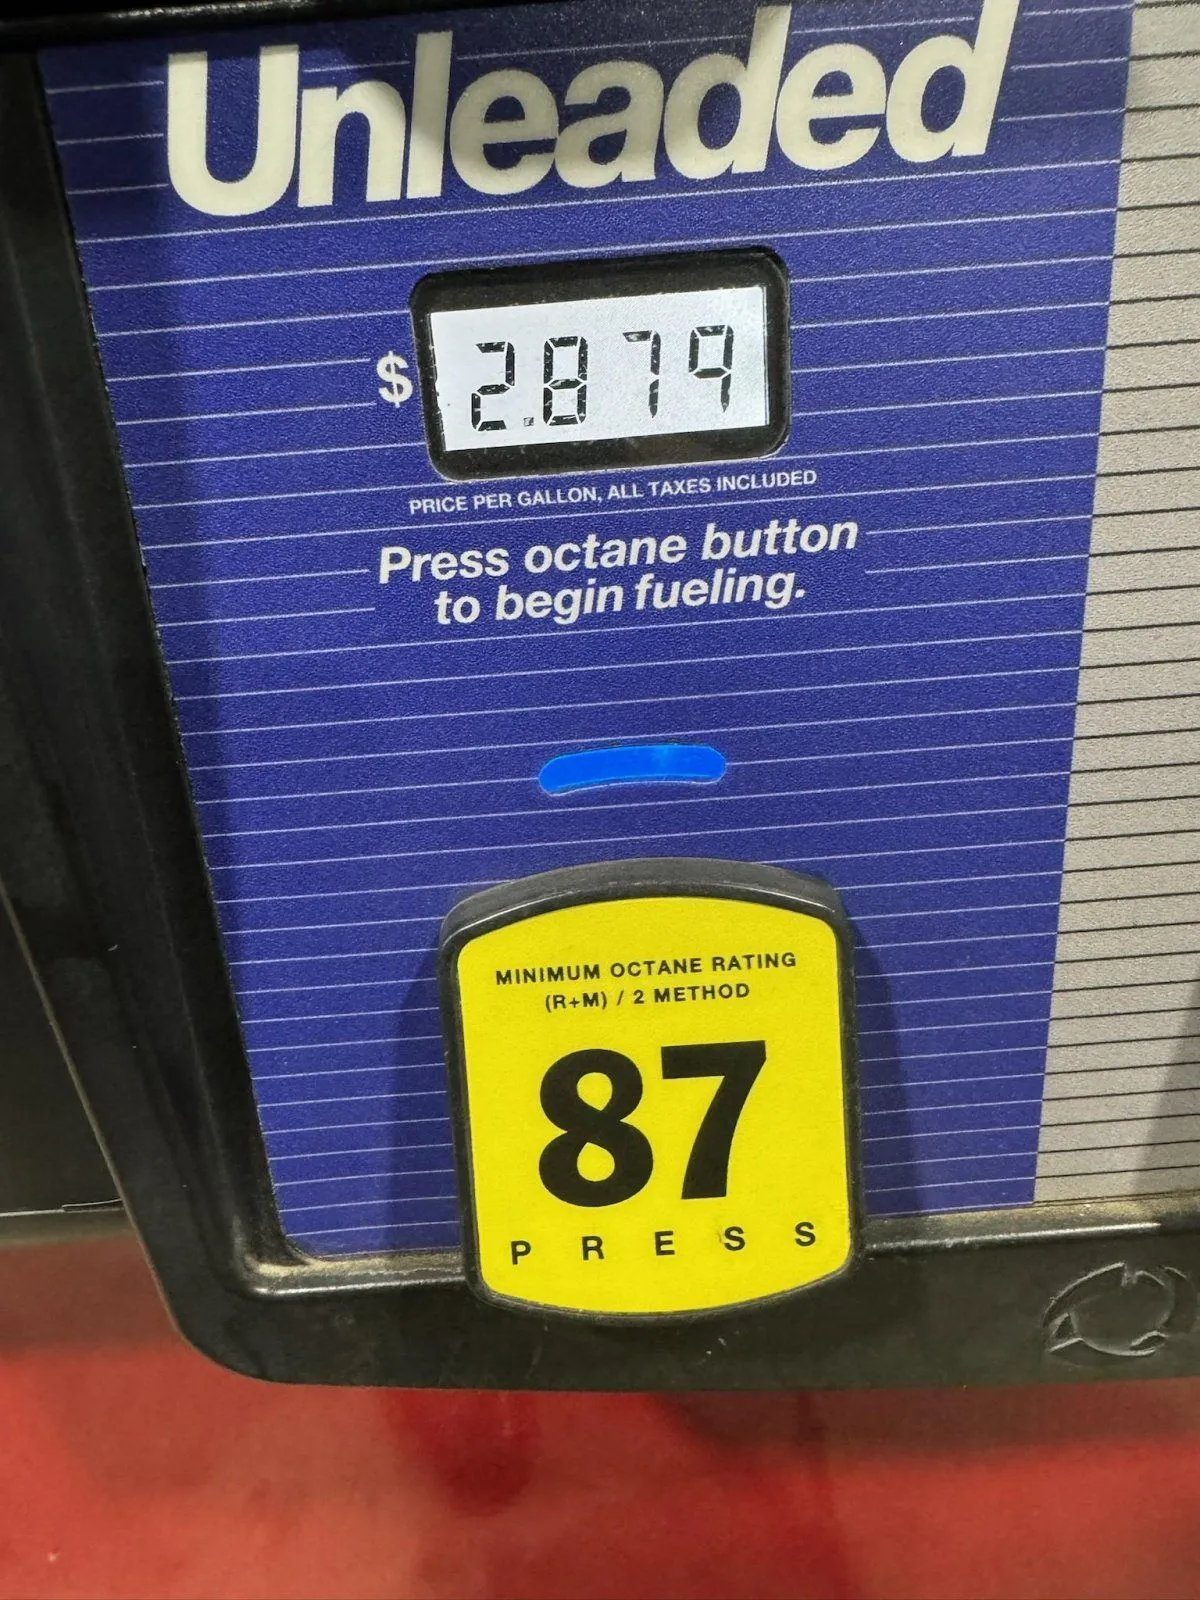 Unleaded
$ 2.879
PRICE PER GALLON, ALL TAXES INCLUDED
Press octane button
to begin fueling.
MINIMUM OCTANE RATING
(R+M) / 2 METHOD
87
PRESS